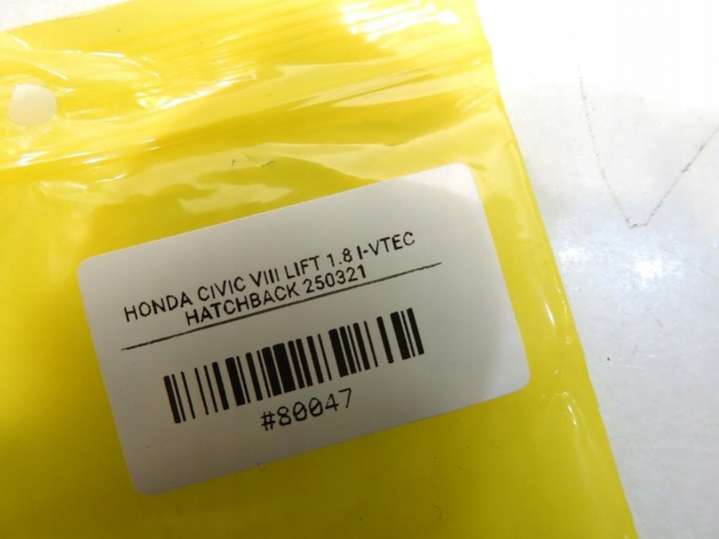 HONDA CIVIC VIII LIFT 1.8 I-VTEC
HATCHBACK 250321
#80047